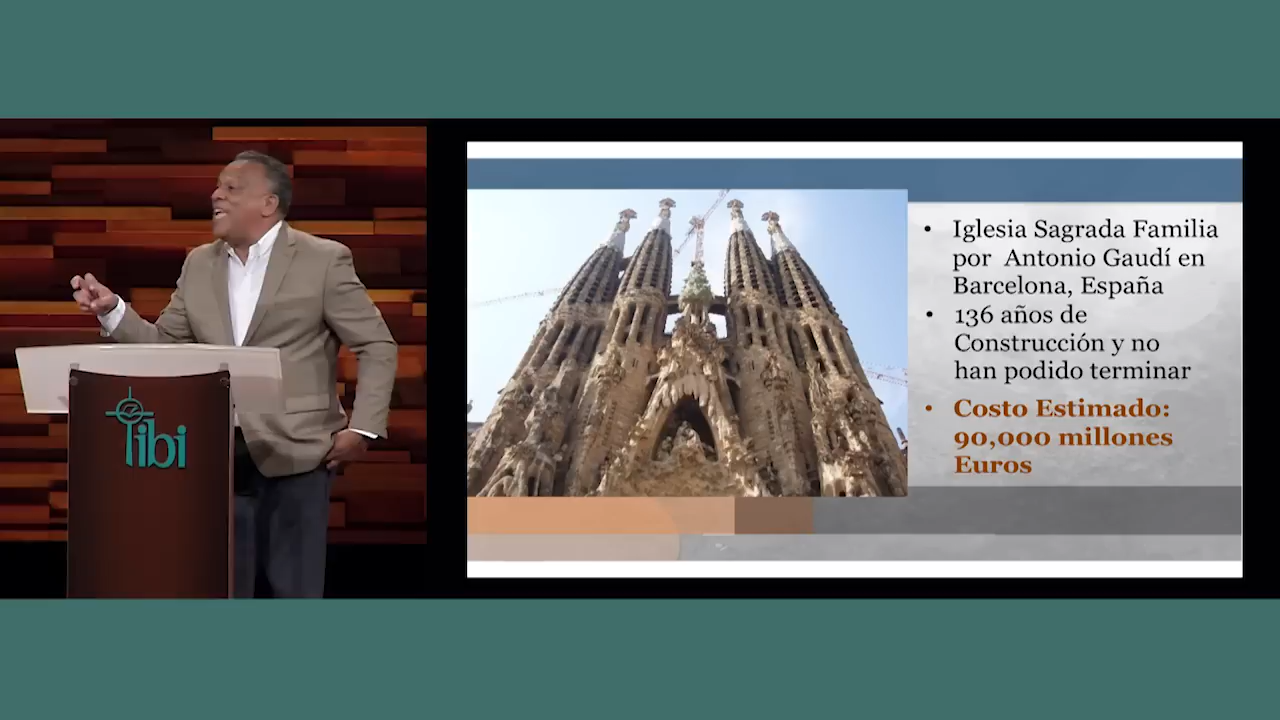 libi
• Iglesia Sagrada Familia
por Antonio Gaudí en
Barcelona, España
• 136 años de
Construcción y no
han podido terminar
• Costo Estimado:
90,000 millones
Euros